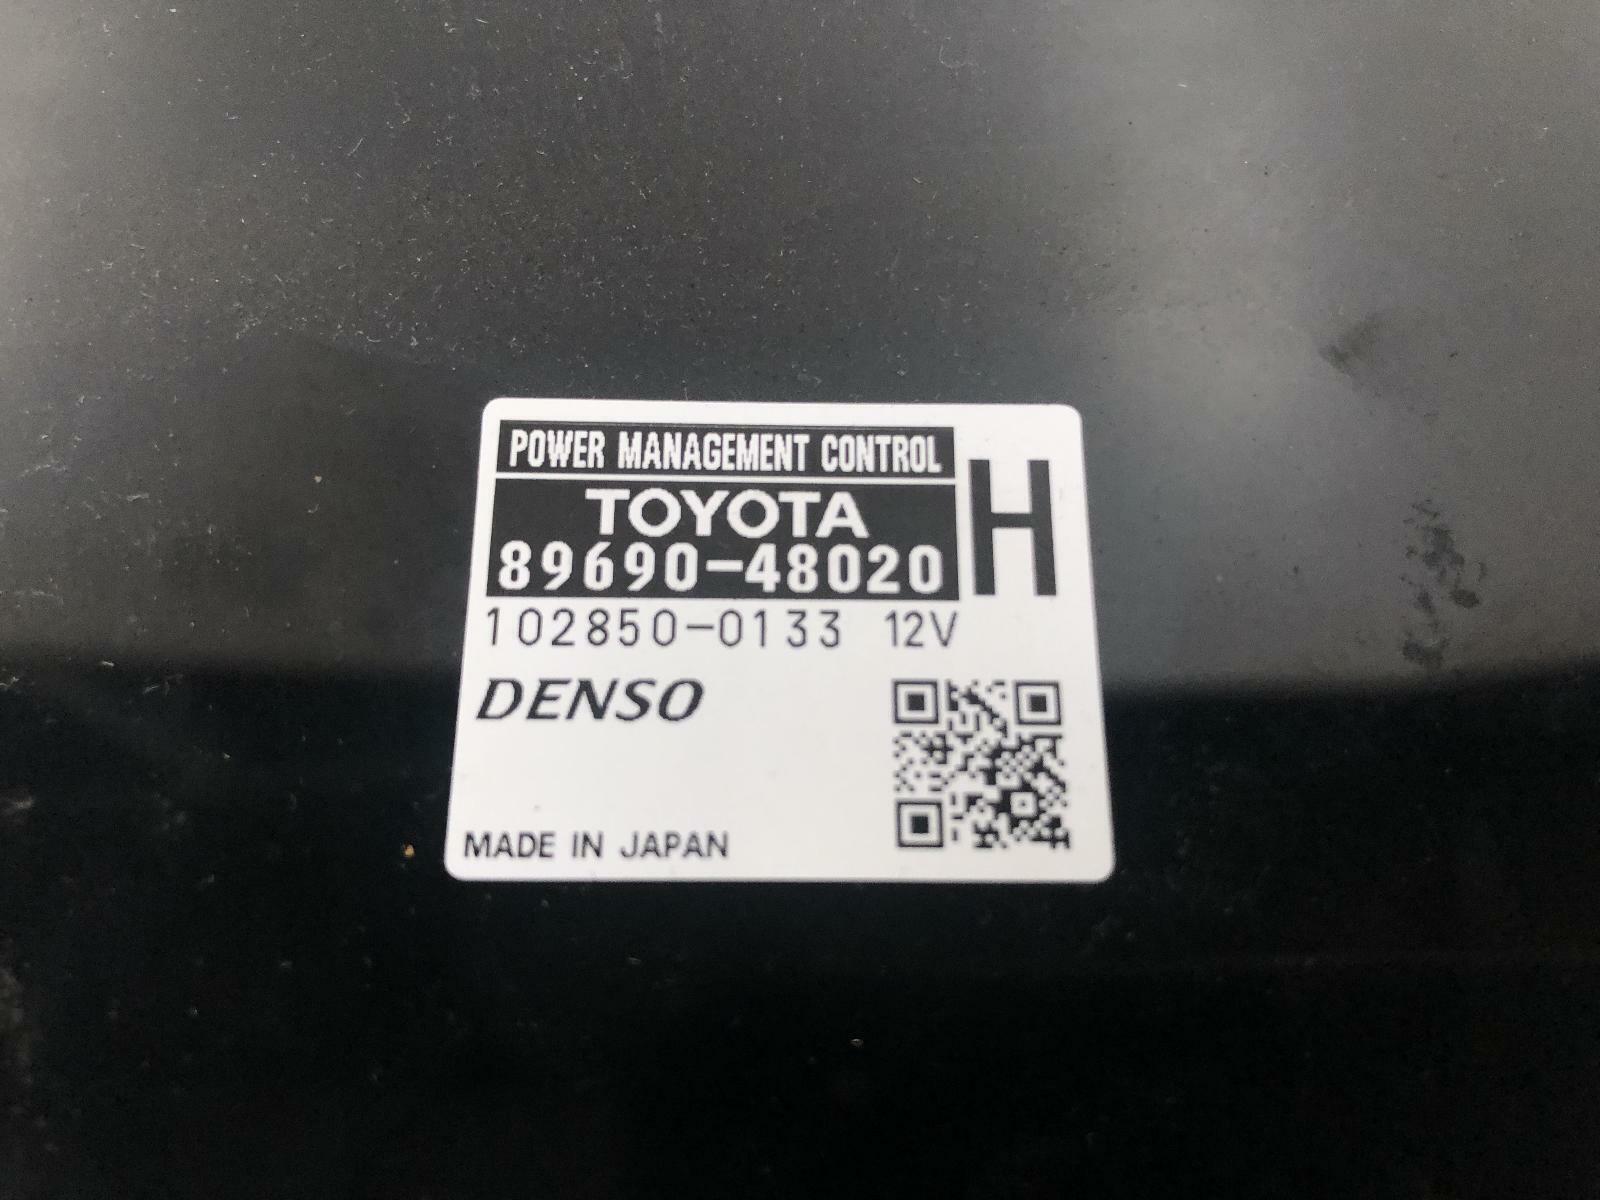 POWER MANAGEMENT CONTROL
TOYOTA
89690-48020
H
102850-0133 12V
DENSO
MADE IN JAPAN